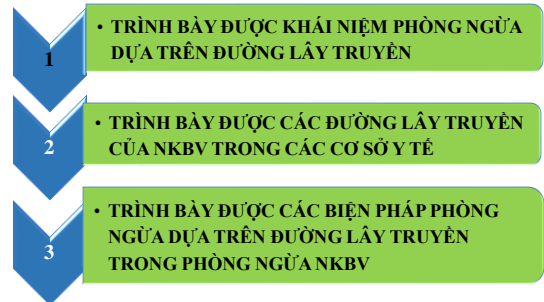 1
• TRÌNH BÀY ĐƯỢC KHÁI NIỆM PHÒNG NGỪA
DỰA TRÊN ĐƯỜNG LÂY TRUYỀN
2
• TRÌNH BÀY ĐƯỢC CÁC ĐƯỜNG LÂY TRUYỀN
CỦA NKBV TRONG CÁC CƠ SỞ Y TẾ
3
• TRÌNH BÀY ĐƯỢC CÁC BIỆN PHÁP PHÒNG
NGỪA DỰA TRÊN ĐƯỜNG LÂY TRUYỀN
TRONG PHÒNG NGỪA NKBV